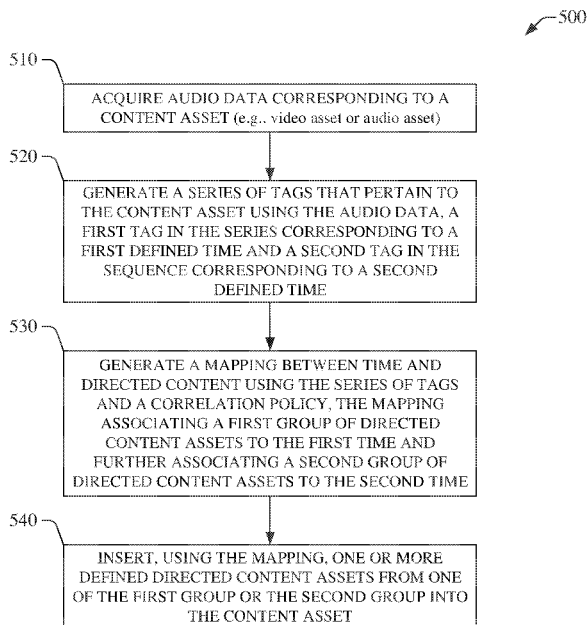 500
510
ACQUIRE AUDIO DATA CORRESPONDING TO A
CONTENT ASSET (e.g., video asset or audio asset)
520
GENERATE A SERIES OF TAGS THAT PERTAIN TO
THE CONTENT ASSET USING THE AUDIO DATA, A
FIRST TAG IN THE SERIES CORRESPONDING TO A
FIRST DEFINED TIME AND A SECOND TAG IN THE
SEQUENCE CORRESPONDING TO A SECOND
DEFINED TIME
530
GENERATE A MAPPING BETWEEN TIME AND
DIRECTED CONTENT USING THE SERIES OF TAGS
AND A CORRELATION POLICY, THE MAPPING
ASSOCIATING A FIRST GROUP OF DIRECTED
CONTENT ASSETS TO THE FIRST TIME AND
FURTHER ASSOCIATING A SECOND GROUP OF
DIRECTED CONTENT ASSETS TO THE SECOND TIME
540
INSERT, USING THE MAPPING, ONE OR MORE
DEFINED DIRECTED CONTENT ASSETS FROM ONE
OF THE FIRST GROUP OR THE SECOND GROUP INTO
THE CONTENT ASSET